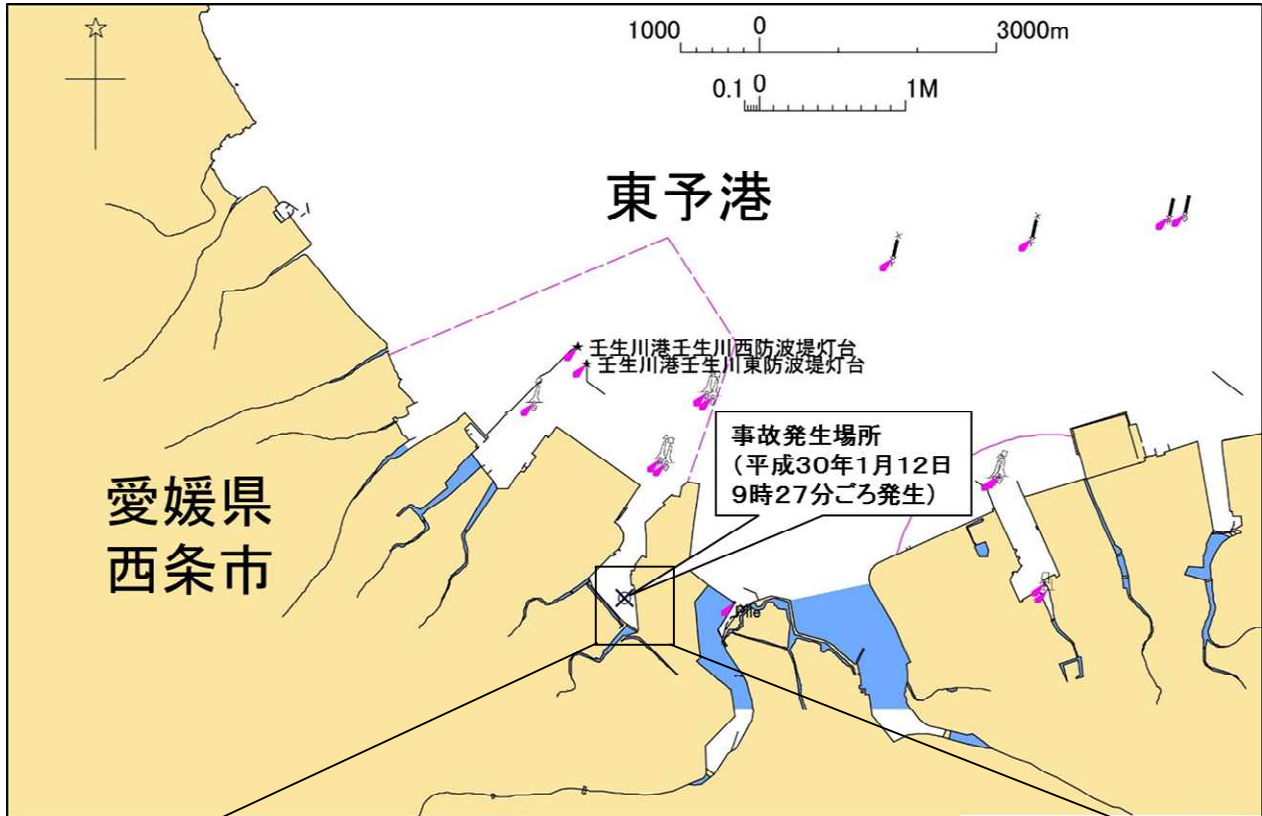 1000 0 3000m
0.1 0 1M
東予港
壬生川港壬生川西防波堤灯台
壬生川港壬生川東防波堤灯台
事故発生場所
（平成30年1月12日
9時27分ごろ発生）
愛媛県
西条市